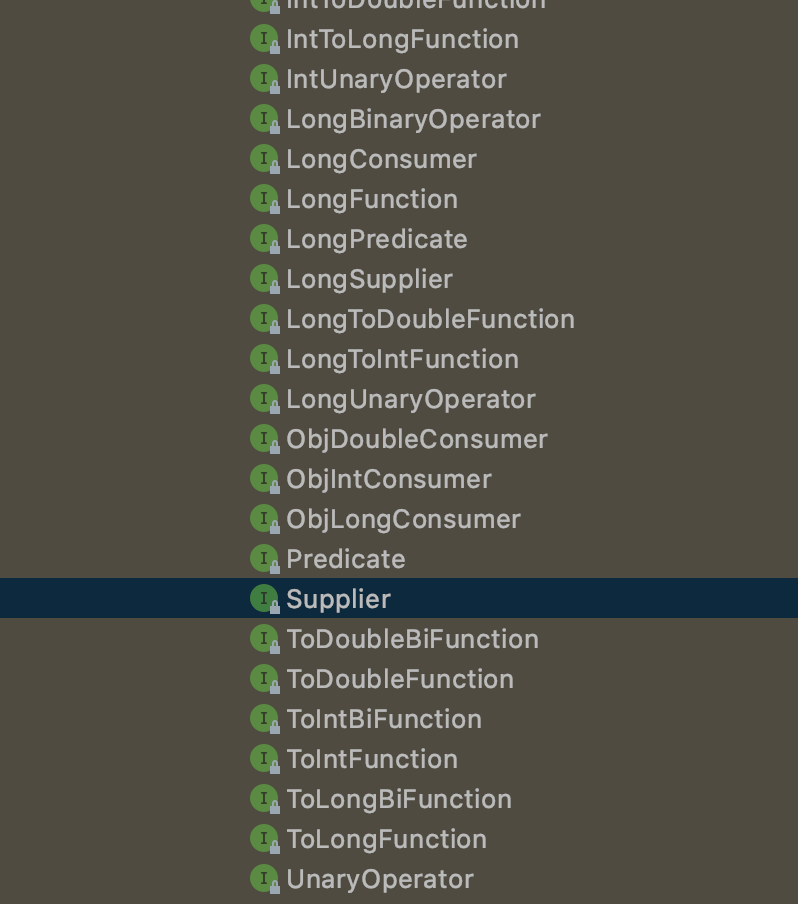 IntToDoubleFunction
IntToLongFunction
IntUnaryOperator
LongBinaryOperator
LongConsumer
LongFunction
LongPredicate
LongSupplier
LongToDoubleFunction
LongToIntFunction
LongUnaryOperator
ObjDoubleConsumer
ObjIntConsumer
ObjLongConsumer
Predicate
Supplier
ToDoubleBiFunction
ToDoubleFunction
ToIntBiFunction
ToIntFunction
ToLongBiFunction
ToLongFunction
UnaryOperator